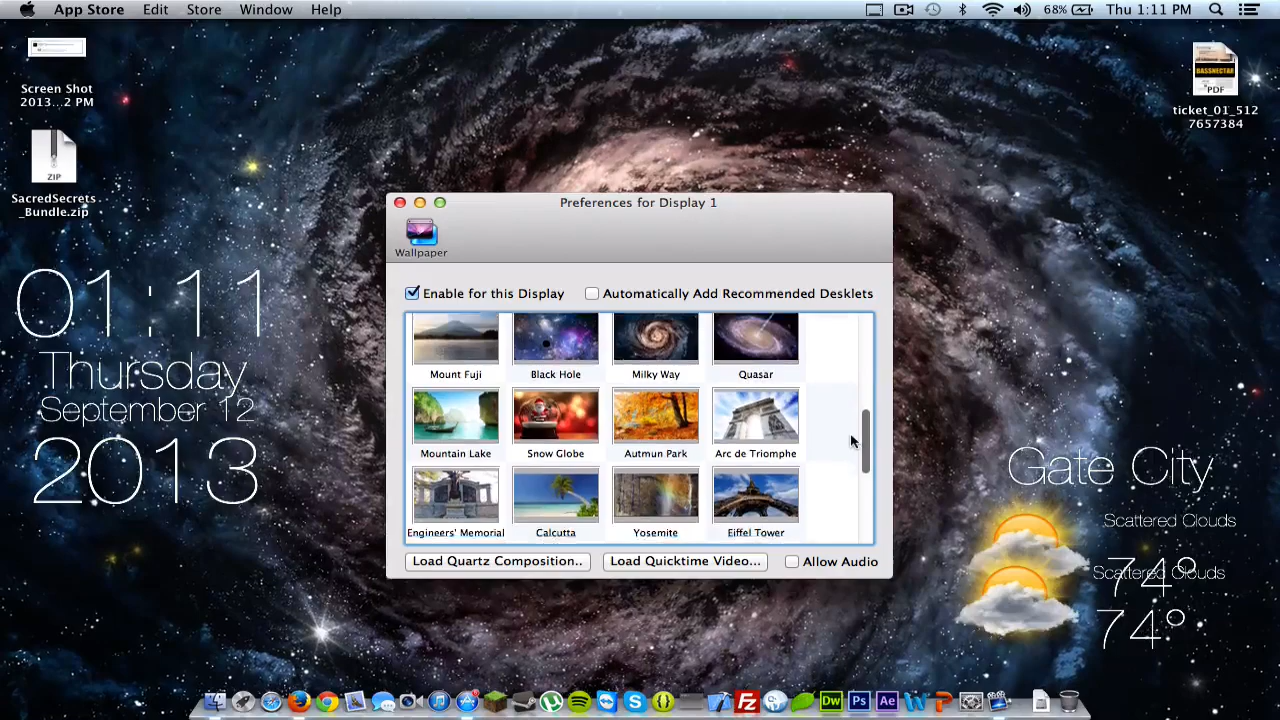 App Store Edit Store Window Help
68% Thu 1:11 PM
Screen Shot
2013...2 PM
ZIP
SacredSecrets
_Bundle.zip
BASSNECTAR
PDF
ticket_01_512
7657384
01:11
Thursday
September 12
2013
Preferences for Display 1
Wallpaper
Enable for this Display
Automatically Add Recommended Desklets
Mount Fuji
Black Hole
Milky Way
Quasar
Mountain Lake
Snow Globe
Autmun Park
Arc de Triomphe
Engineers' Memorial
Calcutta
Yosemite
Eiffel Tower
Load Quartz Composition..
Load Quicktime Video...
Allow Audio
Gate City
Scattered Clouds
74°
Scattered Clouds
74°
Dw Ps Ae